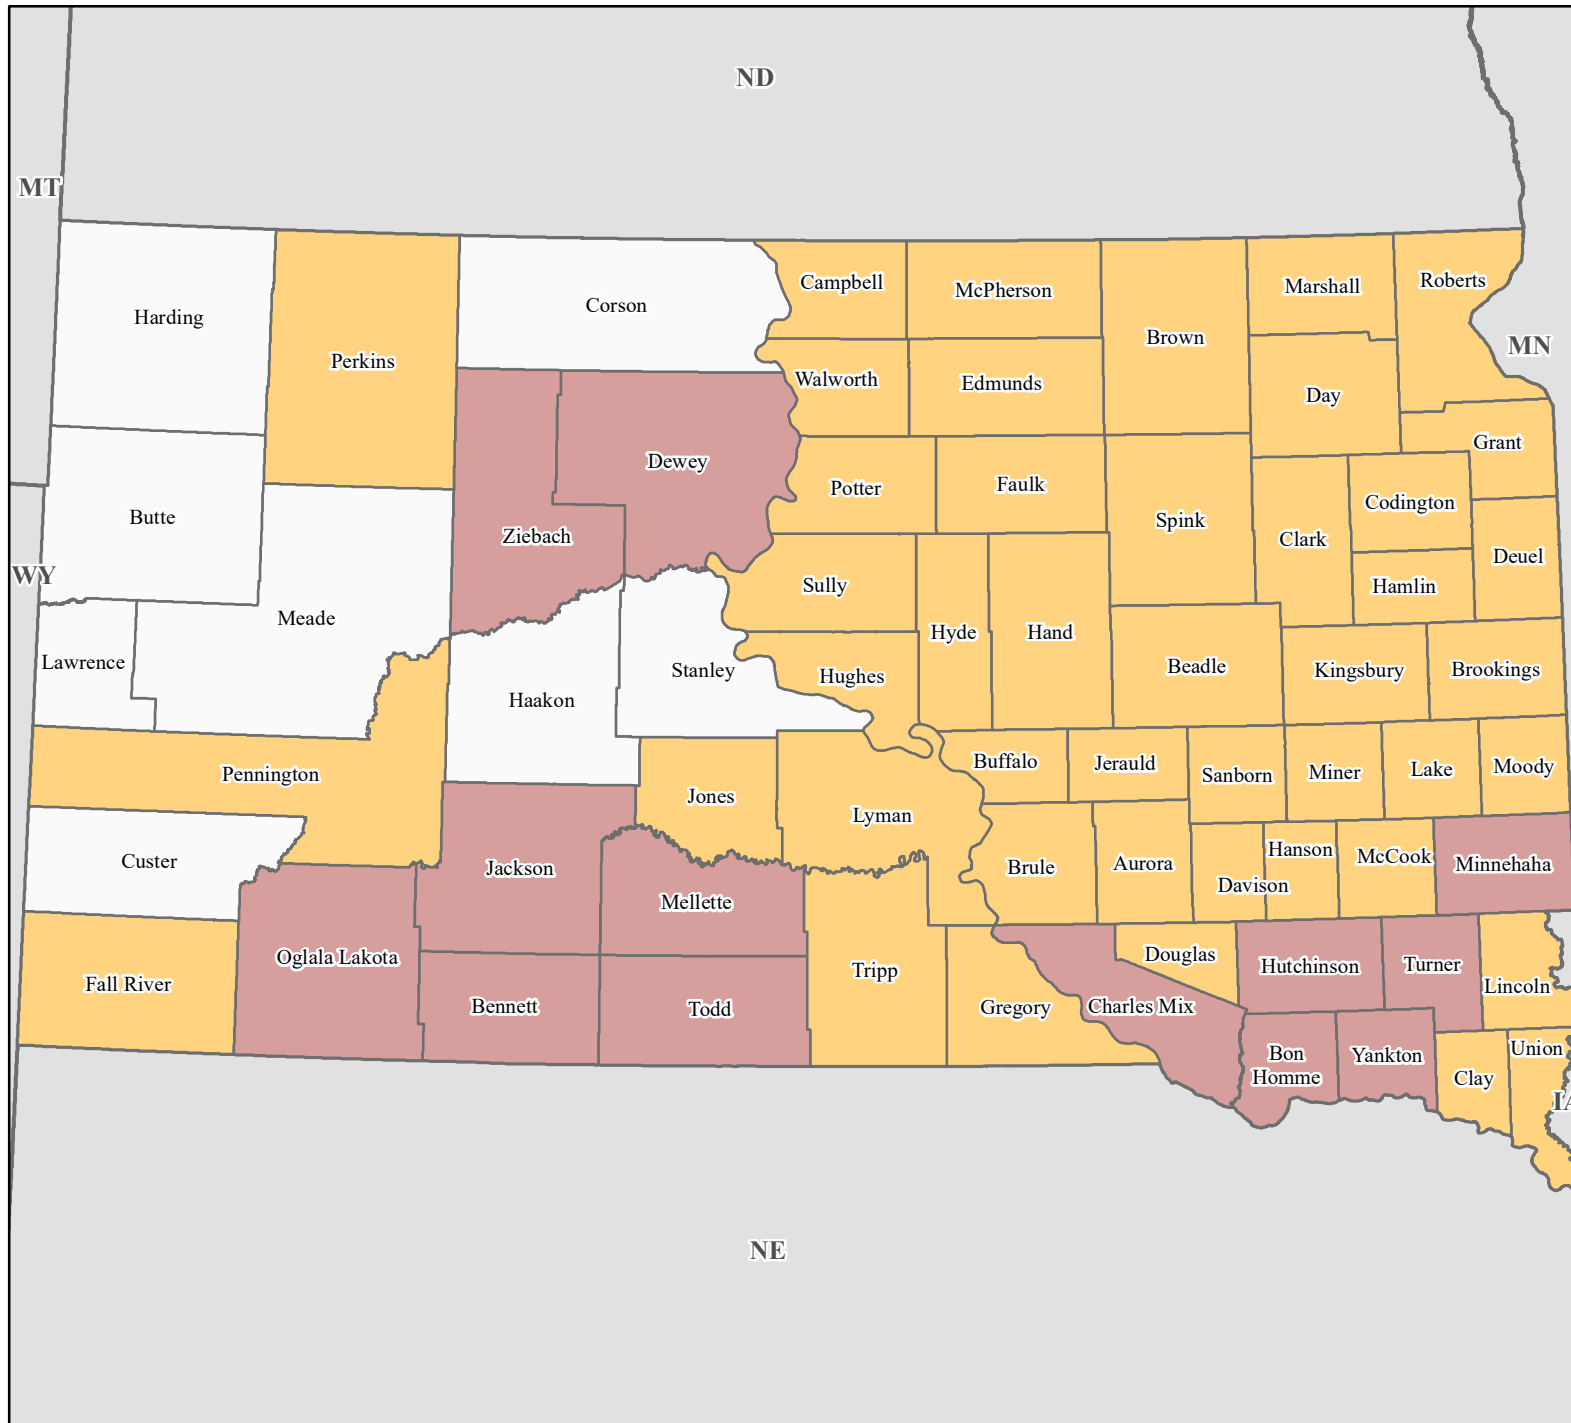 ND
MT
Harding
Perkins
Corson
Campbell
McPherson
Brown
Marshall
Roberts
MN
Walworth
Edmunds
Day
Grant
Butte
Ziebach
Dewey
Potter
Faulk
Spink
Clark
Codington
Deuel
Hamlin
WY
Meade
Lawrence
Haakon
Stanley
Sully
Hughes
Hyde
Hand
Beadle
Kingsbury
Brookings
Pennington
Jones
Lyman
Buffalo
Jerauld
Sanborn
Miner
Lake
Moody
Custer
Jackson
Mellette
Brule
Aurora
Davison
Hanson
McCook
Minnehaha
Fall River
Oglala Lakota
Bennett
Todd
Tripp
Gregory
Douglas
Charles Mix
Hutchinson
Turner
Lincoln
Bon
Homme
Yankton
Clay
Union
IA
NE